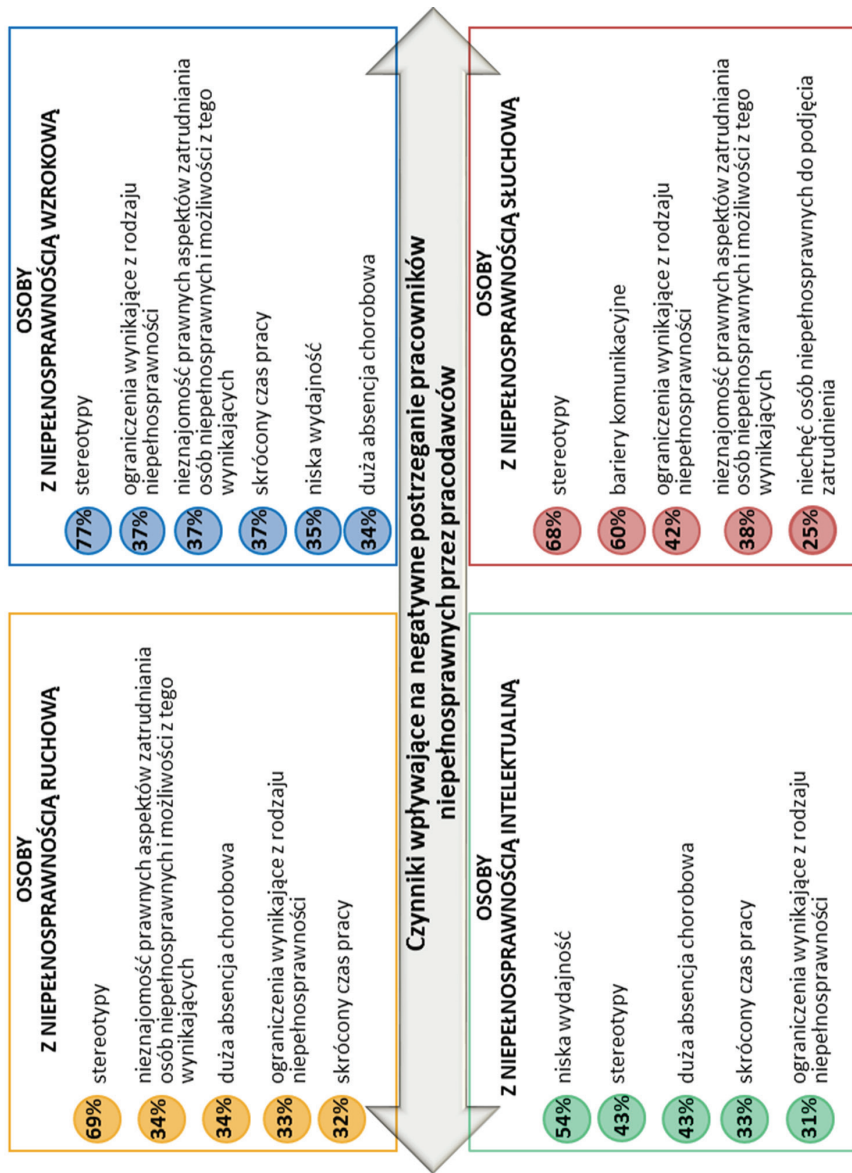 OSOBY
Z NIEPEŁNOSPRAWNOŚCIĄ RUCHOWĄ
69% stereotypy
34% nieznajomość prawnych aspektów zatrudniania
osób niepełnosprawnych i możliwości z tego
wynikających
34% duża absencja chorobowa
33% ograniczenia wynikające z rodzaju
niepełnosprawności
32% skrócony czas pracy
OSOBY
Z NIEPEŁNOSPRAWNOŚCIĄ WZROKOWĄ
77% stereotypy
37% ograniczenia wynikające z rodzaju
niepełnosprawności
37% nieznajomość prawnych aspektów zatrudniania
osób niepełnosprawnych i możliwości z tego
wynikających
37% skrócony czas pracy
35% niska wydajność
34% duża absencja chorobowa
Czynniki wpływające na negatywne postrzeganie pracowników
niepełnosprawnych przez pracodawców
OSOBY
Z NIEPEŁNOSPRAWNOŚCIĄ INTELEKTUALNĄ
54% niska wydajność
43% stereotypy
43% duża absencja chorobowa
33% skrócony czas pracy
31% ograniczenia wynikające z rodzaju
niepełnosprawności
OSOBY
Z NIEPEŁNOSPRAWNOŚCIĄ SŁUCHOWĄ
68% stereotypy
60% bariery komunikacyjne
42% ograniczenia wynikające z rodzaju
niepełnosprawności
38% nieznajomość prawnych aspektów zatrudniania
osób niepełnosprawnych i możliwości z tego
wynikających
25% niechęć osób niepełnosprawnych do podjęcia
zatrudnienia